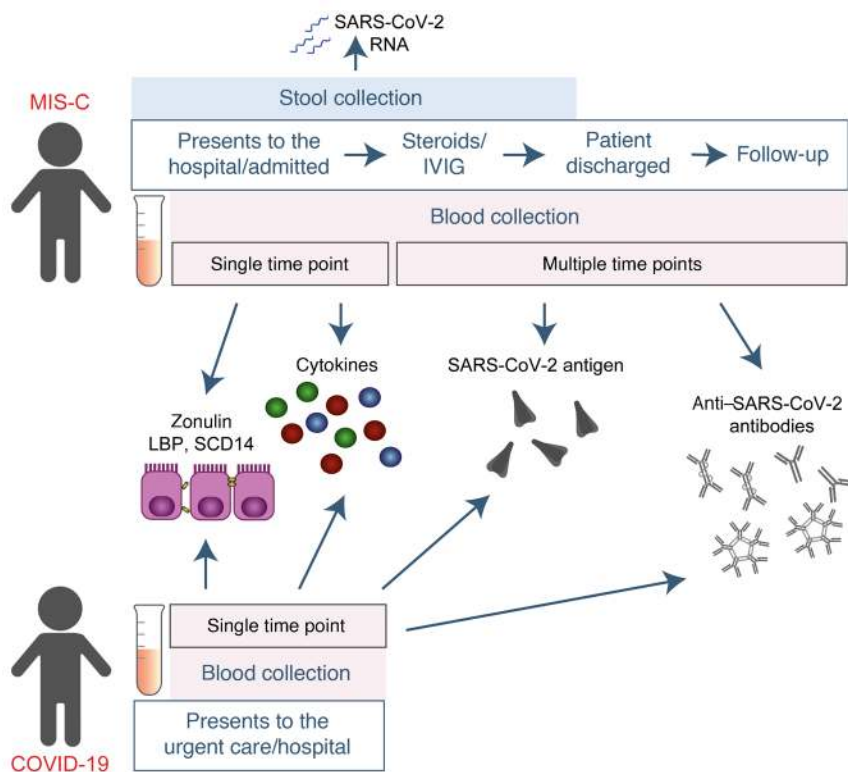 SARS-CoV-2
RNA
MIS-C
Stool collection
Presents to the
hospital/admitted
Steroids/
IVIG
Patient
discharged
Follow-up
Blood collection
Single time point
Multiple time points
Cytokines
SARS-CoV-2 antigen
Zonulin
LBP, SCD14
Anti–SARS-CoV-2
antibodies
Single time point
Blood collection
Presents to the
urgent care/hospital
COVID-19